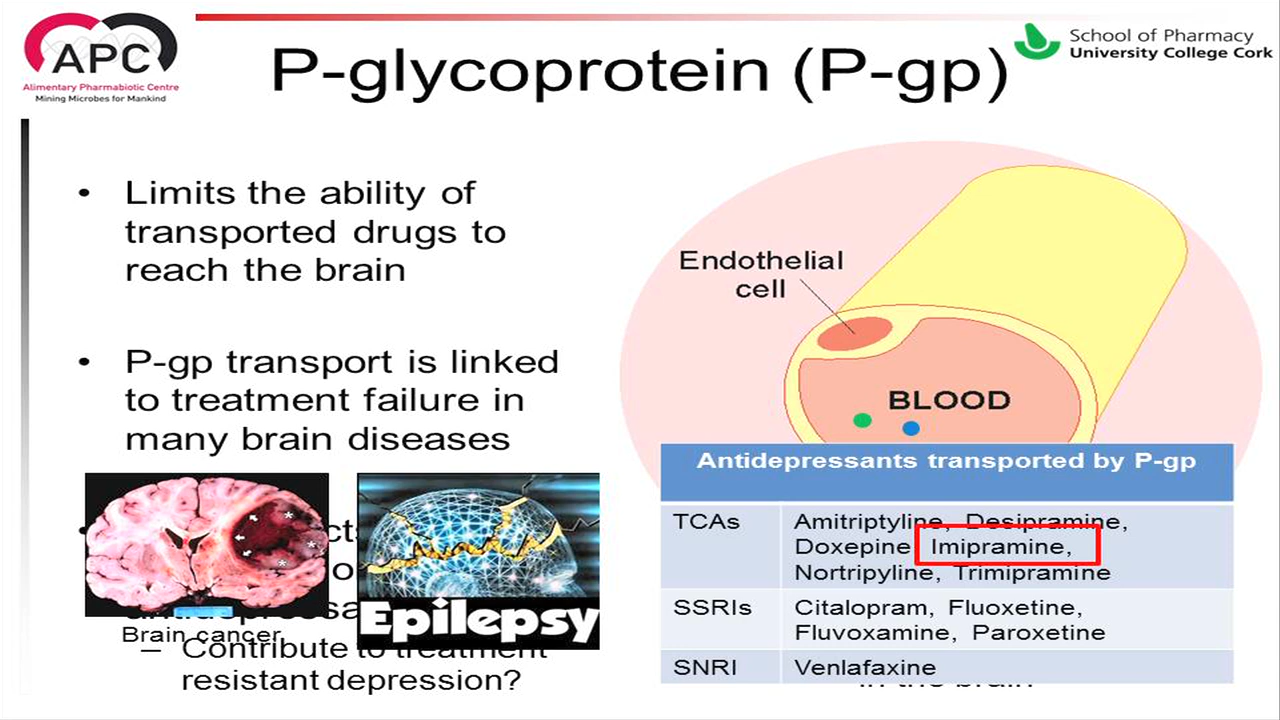 APC
Alimentary Pharmabiotic Centre
Mining Microbes for Mankind
School of Pharmacy
University College Cork
P-glycoprotein (P-gp)
• Limits the ability of
transported drugs to
reach the brain
• P-gp transport is linked
to treatment failure in
many brain diseases
Brain cancer
Epilepsy
– Contribute to treatment
resistant depression?
Endothelial
cell
BLOOD
Antidepressants transported by P-gp
TCAs Amitriptyline, Desipramine,
Doxepine Imipramine,
Nortripyline, Trimipramine
SSRIs Citalopram, Fluoxetine,
Fluvoxamine, Paroxetine
SNRI Venlafaxine
in the brain